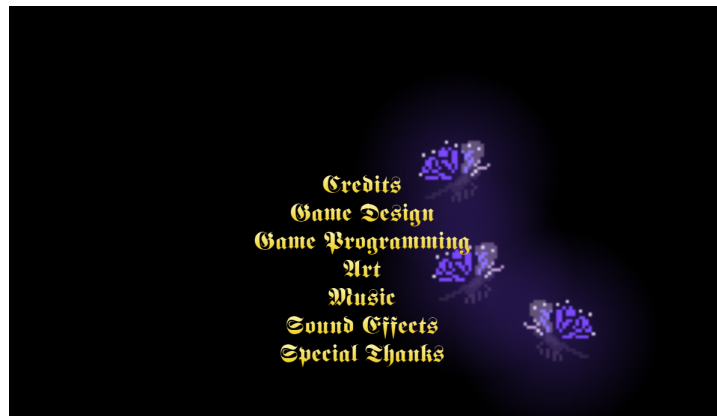 Credits
Game Design
Game Programming
Art
Music
Sound Effects
Special Thanks